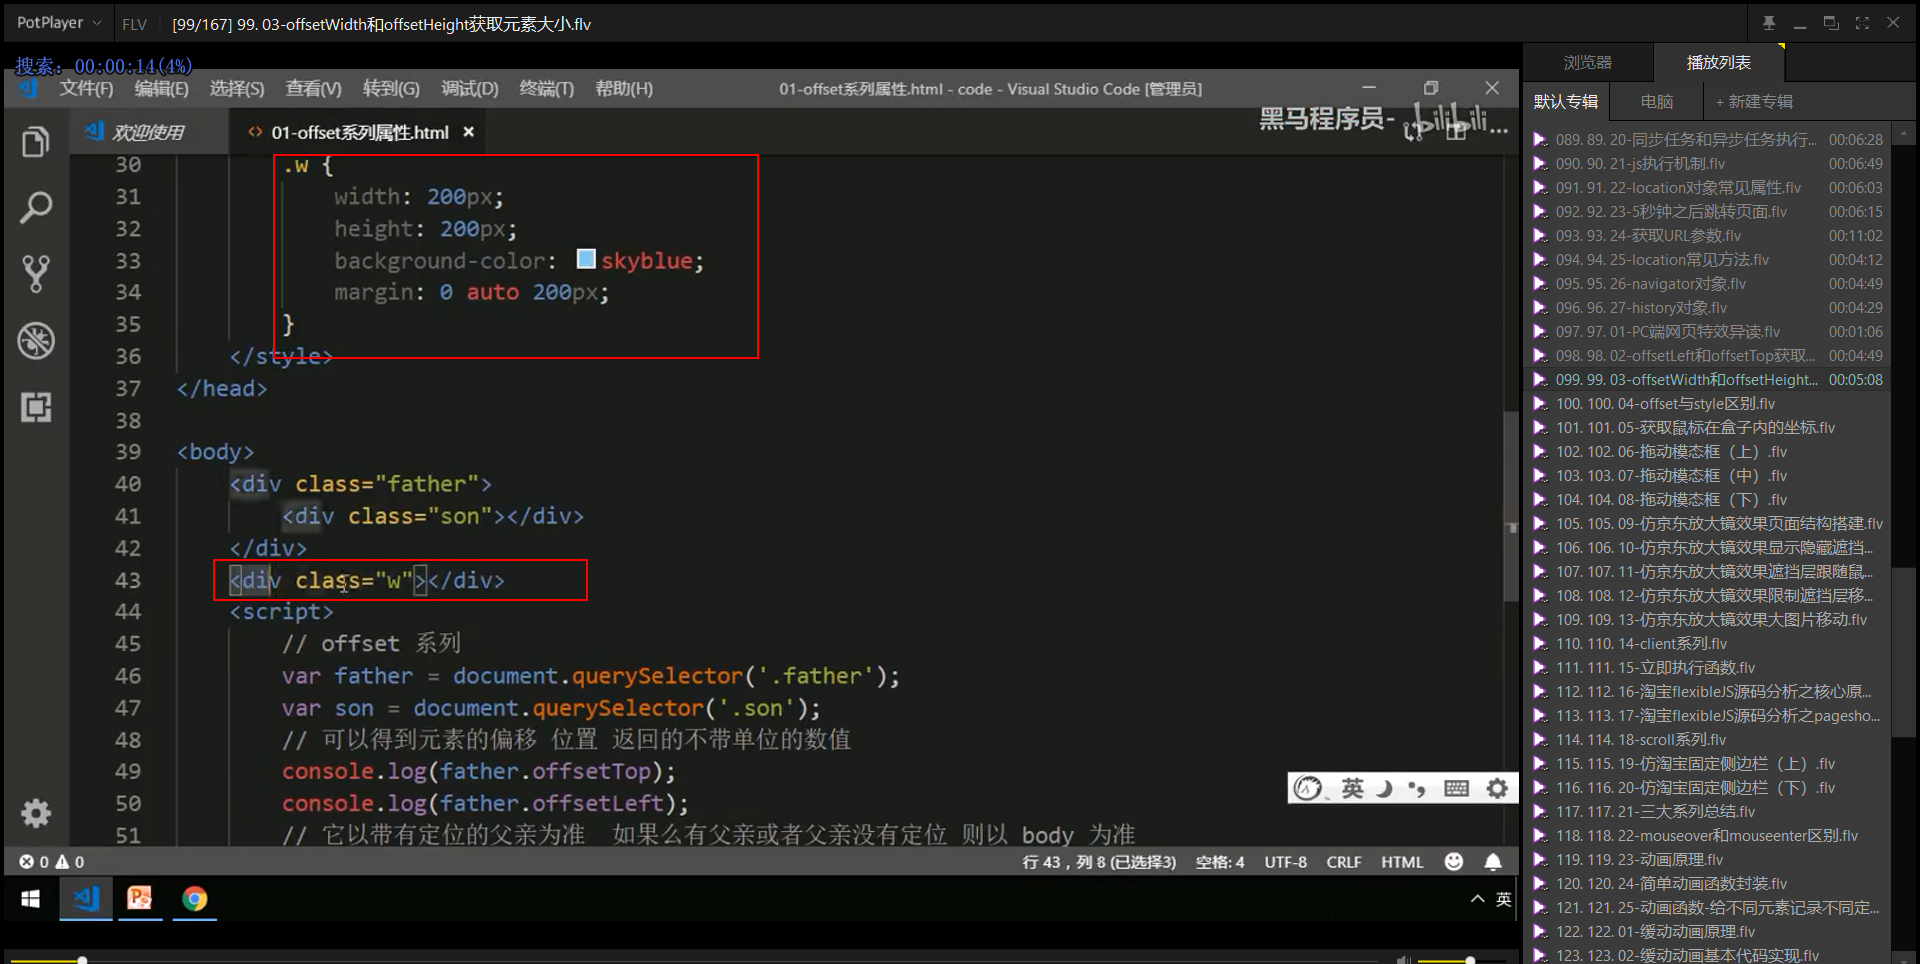 PotPlayer FLV [99/167] 99. 03-offsetWidth和offsetHeight获取元素大小.flv
搜索: 00:00:14(4%)
文件(F) 编辑(E) 选择(S) 查看(V) 转到(G) 调试(D) 终端(T) 帮助(H) 01-offset系列属性.html - code - Visual Studio Code [管理员]
欢迎使用 01-offset系列属性.html
黑马程序员- bilibili
30 .w {
31 width: 200px;
32 height: 200px;
33 background-color: skyblue;
34 margin: 0 auto 200px;
35 }
36 </style>
37 </head>
38
39 <body>
40 <div class="father">
41 <div class="son"></div>
42 </div>
43 <div class="w"></div>
44 <script>
45 // offset 系列
46 var father = document.querySelector('.father');
47 var son = document.querySelector('.son');
48 // 可以得到元素的偏移 位置 返回的不带单位的数值
49 console.log(father.offsetTop);
50 console.log(father.offsetLeft);
51 // 它以带有定位的父亲为准 如果么有父亲或者父亲没有定位 则以 body 为准
英
0 0 行 43，列 8 (已选择3) 空格: 4 UTF-8 CRLF HTML
英
浏览器 播放列表
默认专辑 电脑 + 新建专辑
089. 89. 20-同步任务和异步任务执行... 00:06:28
090. 90. 21-js执行机制.flv 00:06:49
091. 91. 22-location对象常见属性.flv 00:06:03
092. 92. 23-5秒钟之后跳转页面.flv 00:06:15
093. 93. 24-获取URL参数.flv 00:11:02
094. 94. 25-location常见方法.flv 00:04:12
095. 95. 26-navigator对象.flv 00:04:49
096. 96. 27-history对象.flv 00:04:29
097. 97. 01-PC端网页特效异读.flv 00:01:06
098. 98. 02-offsetLeft和offsetTop获取... 00:04:49
099. 99. 03-offsetWidth和offsetHeight... 00:05:08
100. 100. 04-offset与style区别.flv
101. 101. 05-获取鼠标在盒子内的坐标.flv
102. 102. 06-拖动模态框（上）.flv
103. 103. 07-拖动模态框（中）.flv
104. 104. 08-拖动模态框（下）.flv
105. 105. 09-仿京东放大镜效果页面结构搭建.flv
106. 106. 10-仿京东放大镜效果显示隐藏遮挡...
107. 107. 11-仿京东放大镜效果遮挡层跟随鼠...
108. 108. 12-仿京东放大镜效果限制遮挡层移...
109. 109. 13-仿京东放大镜效果大图片移动.flv
110. 110. 14-client系列.flv
111. 111. 15-立即执行函数.flv
112. 112. 16-淘宝flexibleJS源码分析之核心原...
113. 113. 17-淘宝flexibleJS源码分析之pagesho...
114. 114. 18-scroll系列.flv
115. 115. 19-仿淘宝固定侧边栏（上）.flv
116. 116. 20-仿淘宝固定侧边栏（下）.flv
117. 117. 21-三大系列总结.flv
118. 118. 22-mouseover和mouseenter区别.flv
119. 119. 23-动画原理.flv
120. 120. 24-简单动画函数封装.flv
121. 121. 25-动画函数-给不同元素记录不同定...
122. 122. 01-缓动动画原理.flv
123. 123. 02-缓动动画基本代码实现.flv